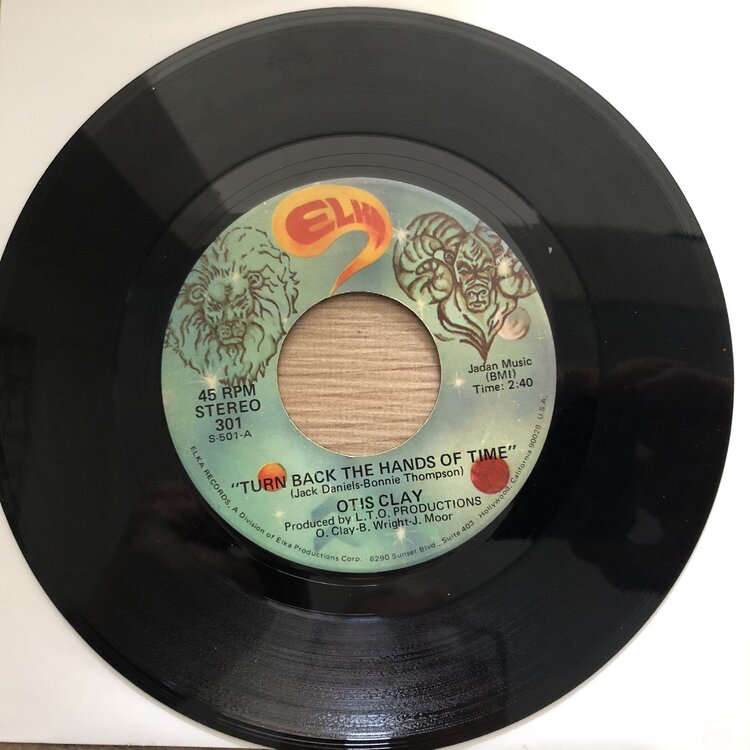 ELKA
Jadan Music
(BMI)
Time: 2:40
45 RPM
STEREO
301
S-501-A
"TURN BACK THE HANDS OF TIME"
(Jack Daniels-Bonnie Thompson)
OTIS CLAY
Produced by L.T.O. PRODUCTIONS
O. Clay-B. Wright-J. Moor
ELKA RECORDS, A Division of Elka Productions Corp. · 6290 Sunset Blvd., Suite 403 · Hollywood, California 90028 U.S.A.